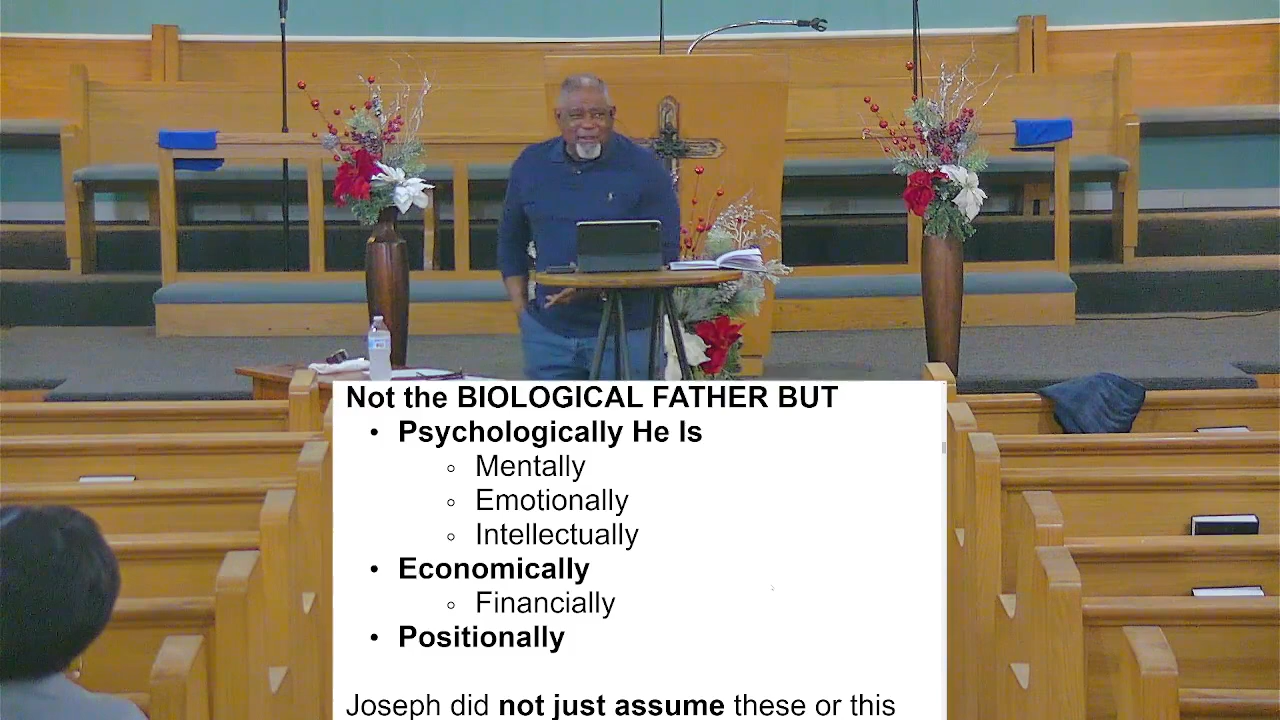 Not the BIOLOGICAL FATHER BUT
• Psychologically He Is
◦ Mentally
◦ Emotionally
◦ Intellectually
• Economically
◦ Financially
• Positionally
Joseph did not just assume these or this